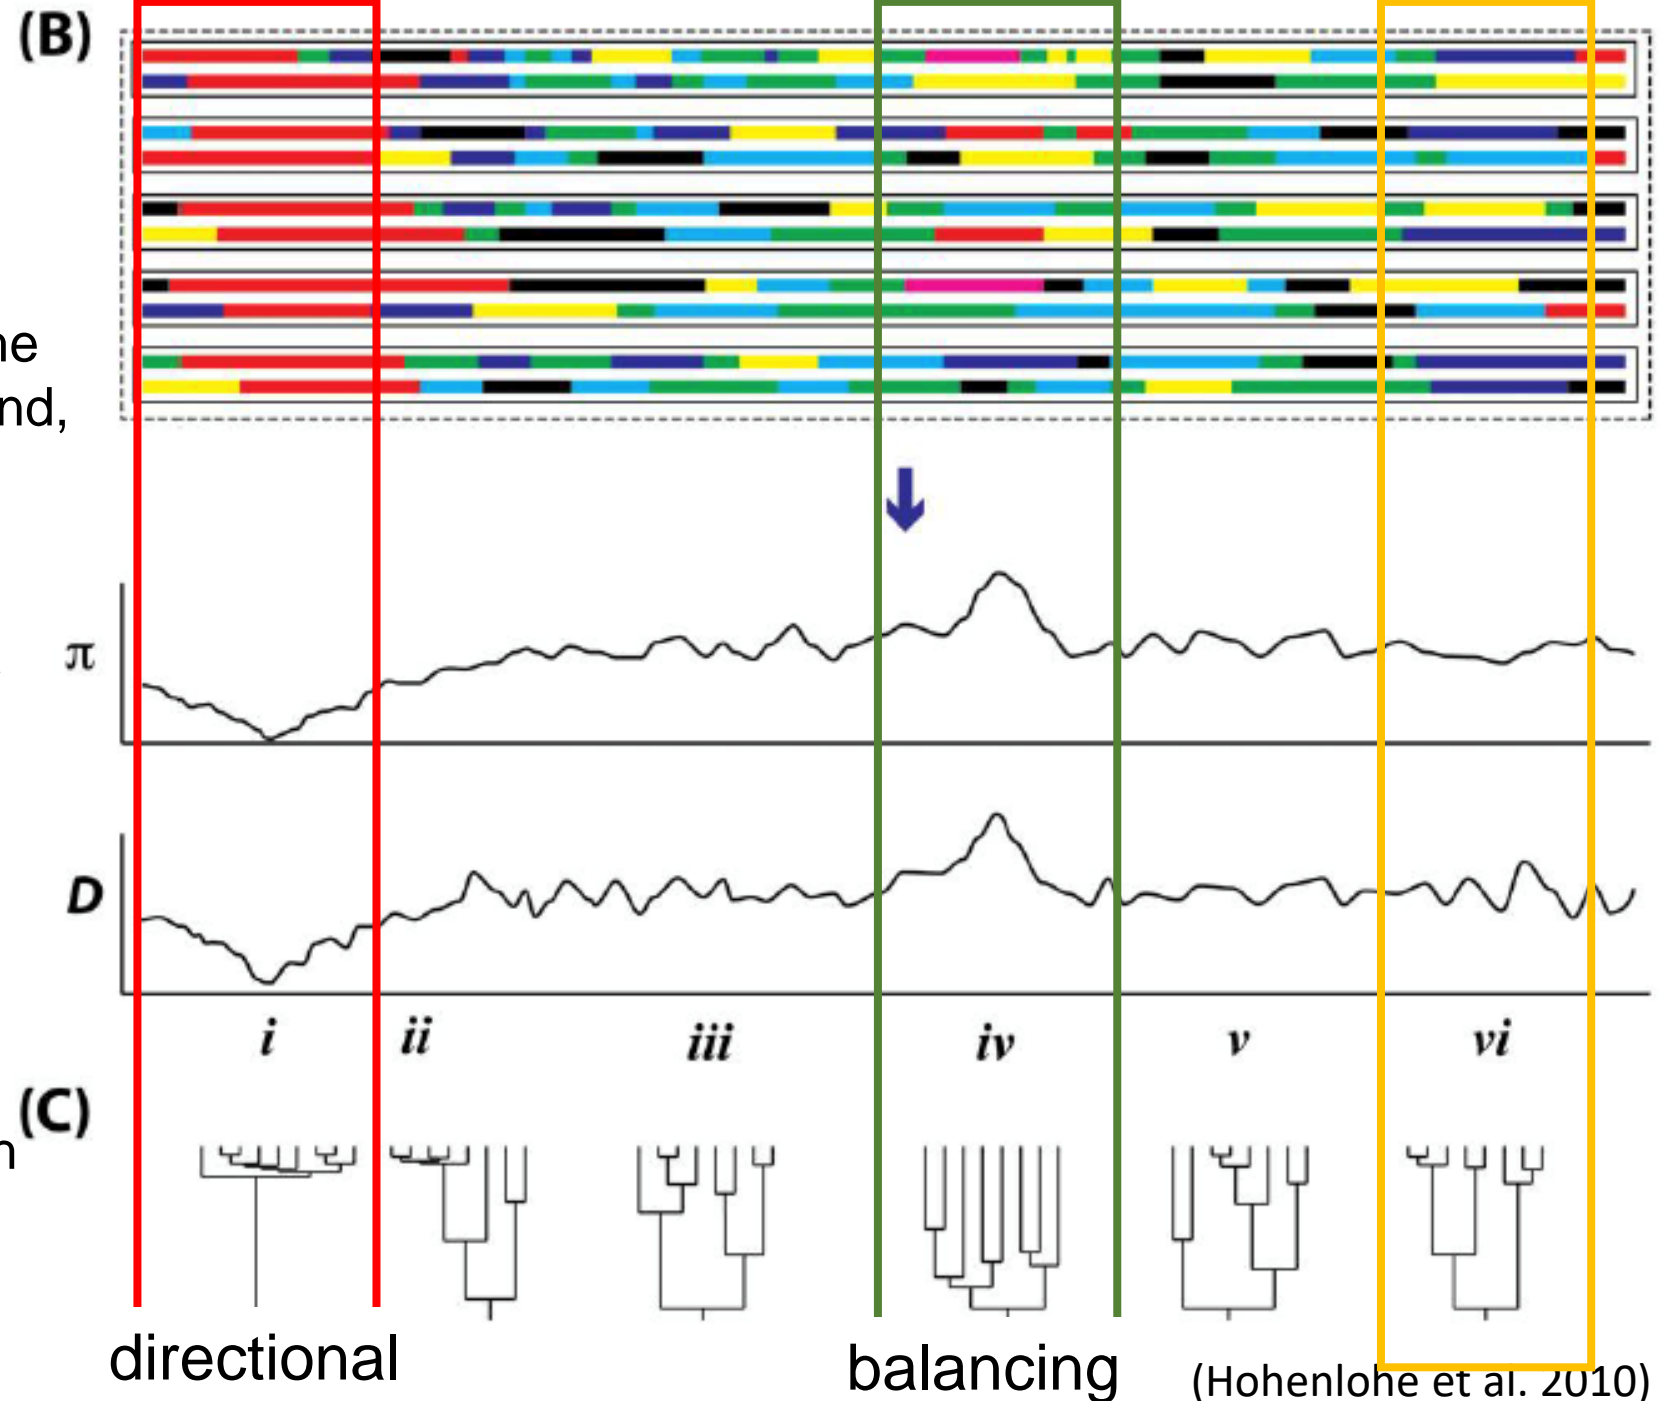 (B)
ne
nd,
π
D
i ii iii iv v vi
(C)
n
directional
balancing
(Hohenlohe et al. 2010)